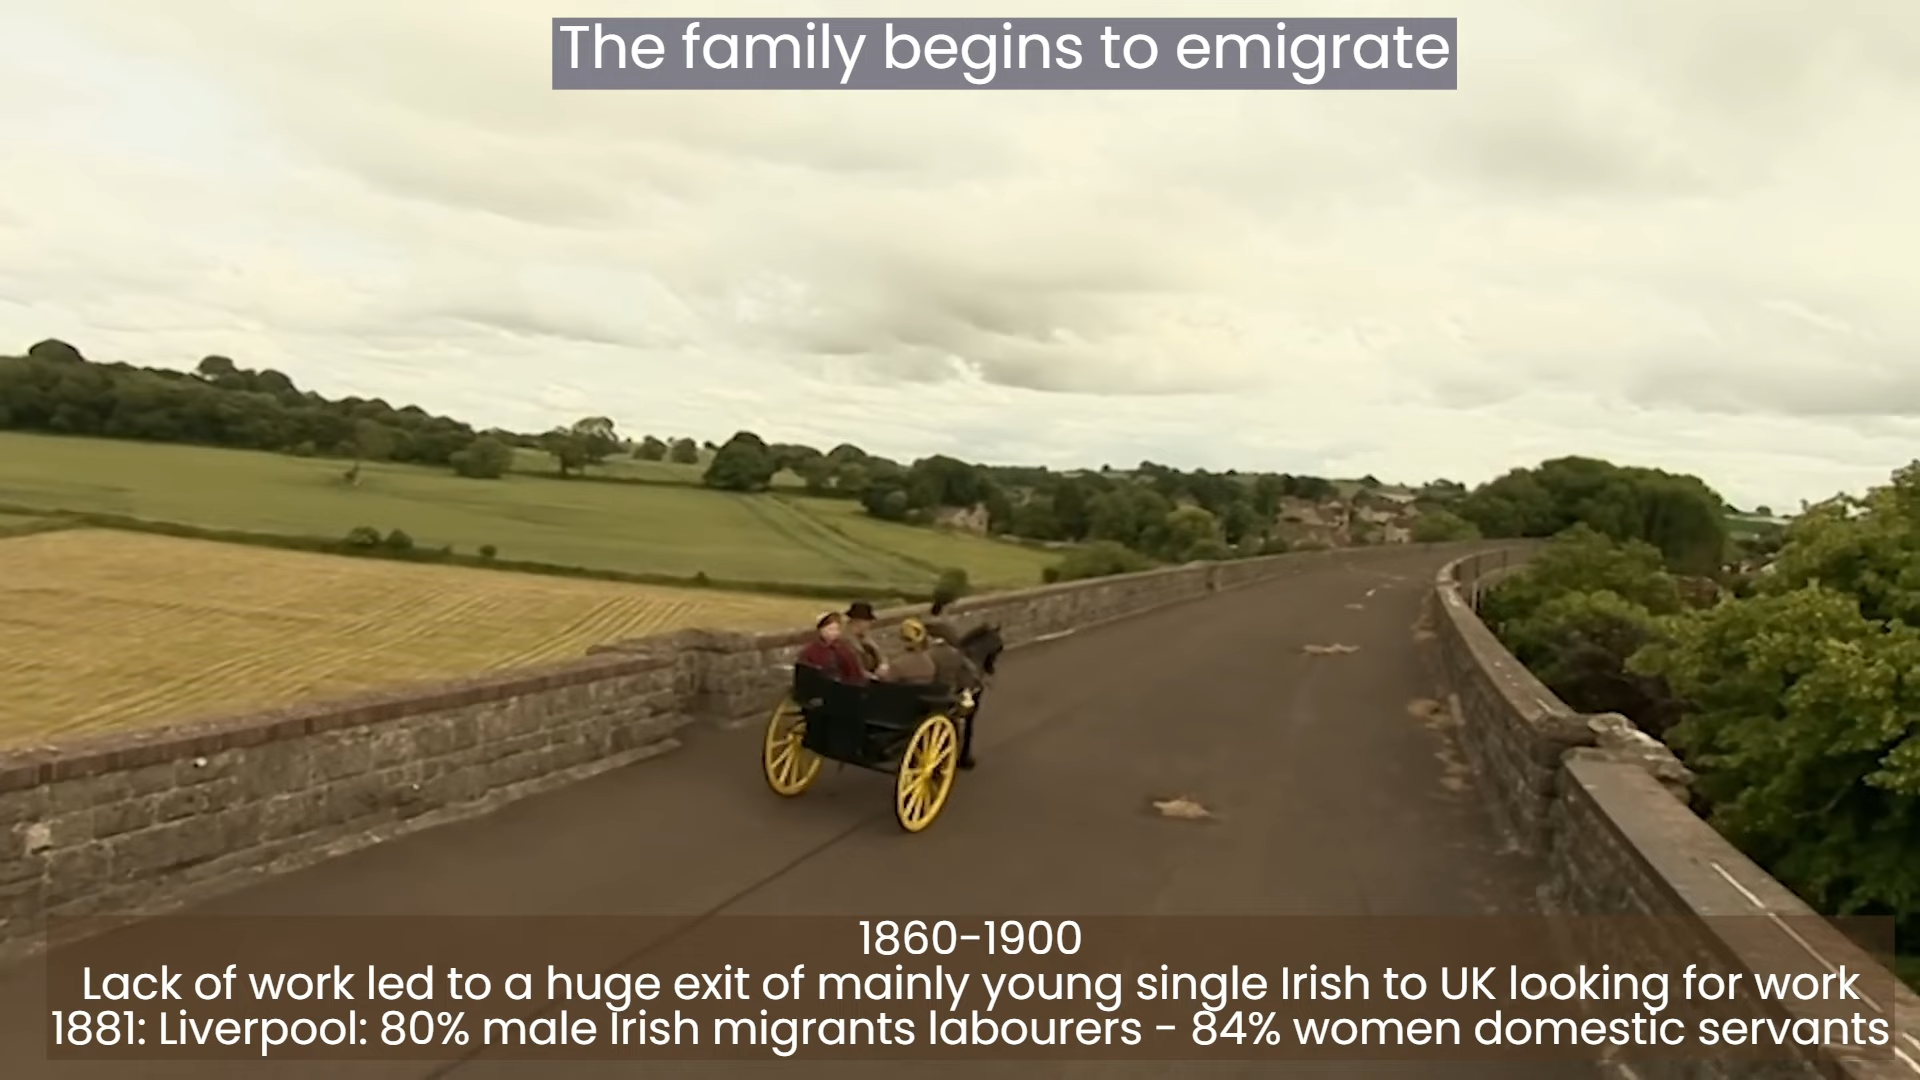 The family begins to emigrate
1860-1900
Lack of work led to a huge exit of mainly young single Irish to UK looking for work
1881: Liverpool: 80% male Irish migrants labourers - 84% women domestic servants